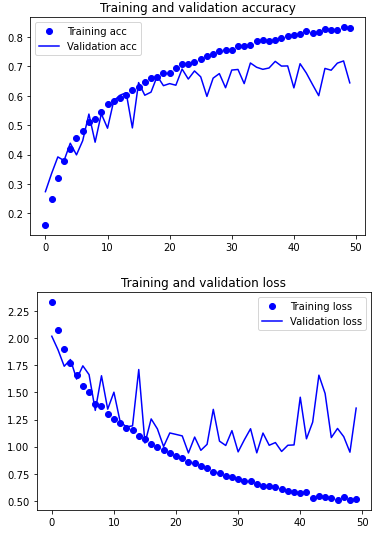 Training and validation accuracy
Training acc
Validation acc
0.8
0.7
0.6
0.5
0.4
0.3
0.2
0 10 20 30 40 50
Training and validation loss
Training loss
Validation loss
2.25
2.00
1.75
1.50
1.25
1.00
0.75
0.50
0 10 20 30 40 50